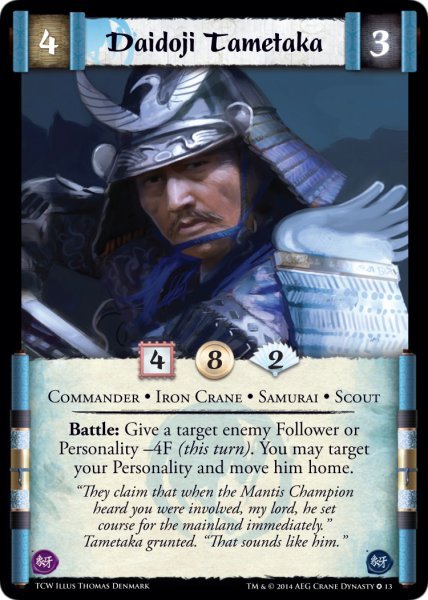 4 Daidoji Tametaka 3
4 8 2
Commander • Iron Crane • Samurai • Scout
Battle: Give a target enemy Follower or
Personality –4F (this turn). You may target
your Personality and move him home.
“They claim that when the Mantis Champion
heard you were involved, my lord, he set
course for the mainland immediately.”
Tametaka grunted. “That sounds like him.”
TCW Illus Thomas Denmark TM & © 2014 AEG Crane Dynasty 13